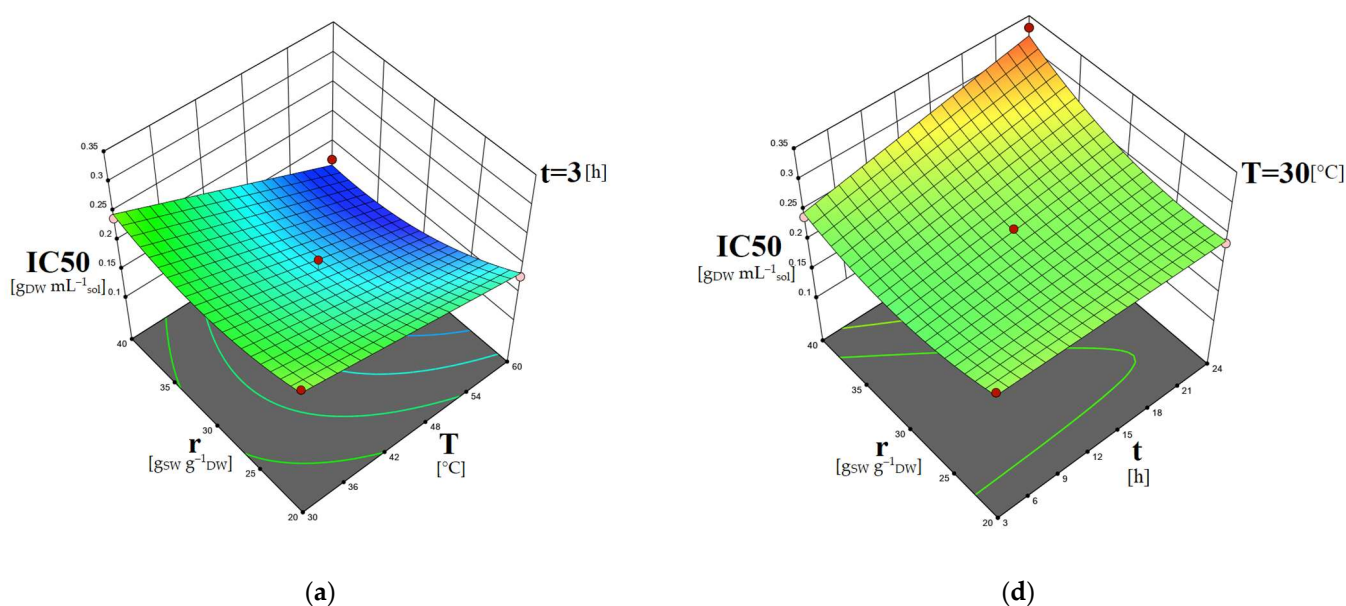 t=3 [h]
0.35
0.3
0.25
0.2
0.15
0.1
IC50
[gDW mL⁻¹sol]
40
35
30
25
20
r
[gSW g⁻¹DW]
30
36
42
48
54
60
T
[°C]
(a)
T=30 [°C]
0.35
0.3
0.25
0.2
0.15
0.1
IC50
[gDW mL⁻¹sol]
40
35
30
25
20
r
[gSW g⁻¹DW]
3
6
9
12
15
18
21
24
t
[h]
(d)